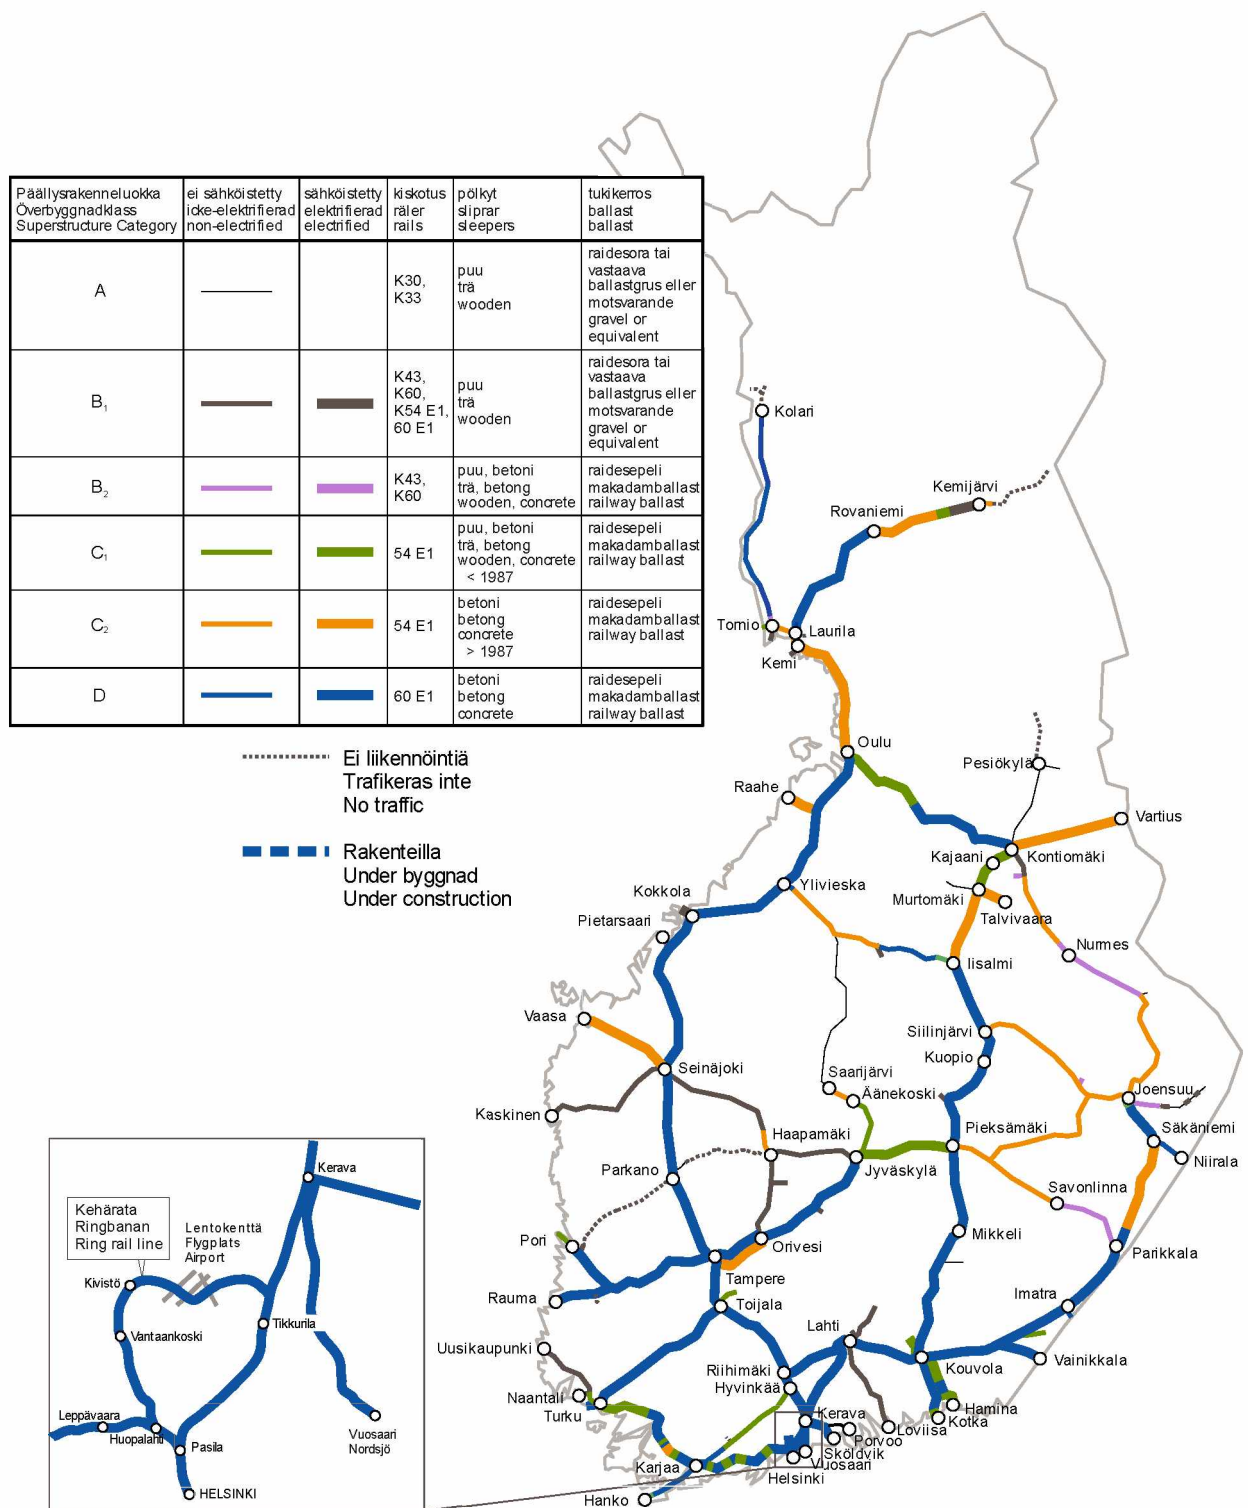 Päällysrakenneluokka
Överbyggnadklass
Superstructure Category
ei sähköistetty
icke-elektrifierad
non-electrified
sähköistetty
elektrifierad
electrified
kiskotus
räler
rails
pölkyt
sliprar
sleepers
tukikerros
ballast
ballast
A
K30,
K33
puu
trä
wooden
raidesora tai
vastaava
ballastgrus eller
motsvarande
gravel or
equivalent
B1
K43,
K60,
K54 E1,
60 E1
puu
trä
wooden
raidesora tai
vastaava
ballastgrus eller
motsvarande
gravel or
equivalent
B2
K43,
K60
puu, betoni
trä, betong
wooden, concrete
raidesepeli
makadamballast
railway ballast
C1
54 E1
puu, betoni
trä, betong
wooden, concrete
< 1987
raidesepeli
makadamballast
railway ballast
C2
54 E1
betoni
betong
concrete
> 1987
raidesepeli
makadamballast
railway ballast
D
60 E1
betoni
betong
concrete
raidesepeli
makadamballast
railway ballast
Ei liikennöintiä
Trafikeras inte
No traffic
Rakenteilla
Under byggnad
Under construction
Kolari
Kemijärvi
Rovaniemi
Tornio
Laurila
Kemi
Oulu
Pesiökylä
Raahe
Vartius
Kajaani
Kontiomäki
Ylivieska
Murtomäki
Talvivaara
Kokkola
Pietarsaari
Nurmes
Iisalmi
Vaasa
Siilinjärvi
Seinäjoki
Kuopio
Saarijärvi
Äänekoski
Joensuu
Kaskinen
Haapamäki
Pieksämäki
Säkäniemi
Parkano
Jyväskylä
Niirala
Savonlinna
Pori
Orivesi
Mikkeli
Parikkala
Tampere
Rauma
Toijala
Imatra
Lahti
Uusikaupunki
Riihimäki
Kouvola
Vainikkala
Hyvinkää
Naantali
Turku
Hamina
Kotka
Kerava
Loviisa
Porvoo
Sköldvik
Karjaa
Vuosaari
Helsinki
Hanko
Kerava
Kehärata
Ringbanan
Ring rail line
Lentokenttä
Flygplats
Airport
Kivistö
Vantaankoski
Tikkurila
Leppävaara
Huopalahti
Pasila
Vuosaari
Nordsjö
HELSINKI